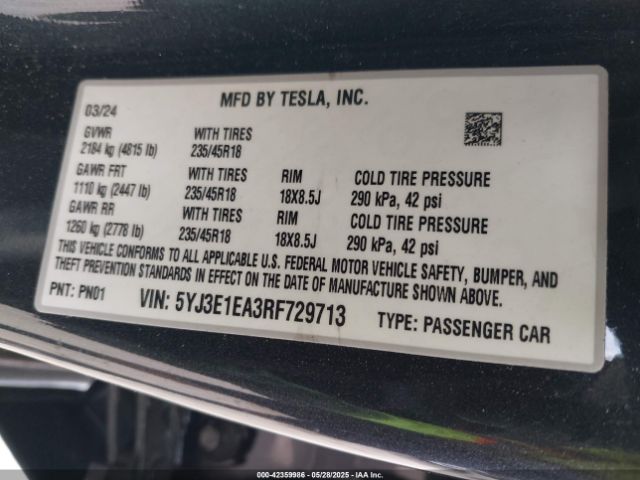 MFD BY TESLA, INC.
03/24
GVWR WITH TIRES
2184 kg (4815 lb) 235/45R18
GAWR FRT WITH TIRES RIM COLD TIRE PRESSURE
1110 kg (2447 lb) 235/45R18 18X8.5J 290 kPa, 42 psi
GAWR RR WITH TIRES RIM COLD TIRE PRESSURE
1260 kg (2778 lb) 235/45R18 18X8.5J 290 kPa, 42 psi
THIS VEHICLE CONFORMS TO ALL APPLICABLE U.S. FEDERAL MOTOR VEHICLE SAFETY, BUMPER, AND
THEFT PREVENTION STANDARDS IN EFFECT ON THE DATE OF MANUFACTURE SHOWN ABOVE.
PNT: PN01 VIN: 5YJ3E1EA3RF729713 TYPE: PASSENGER CAR
000-42359986 - 05/28/2025 - IAA Inc.